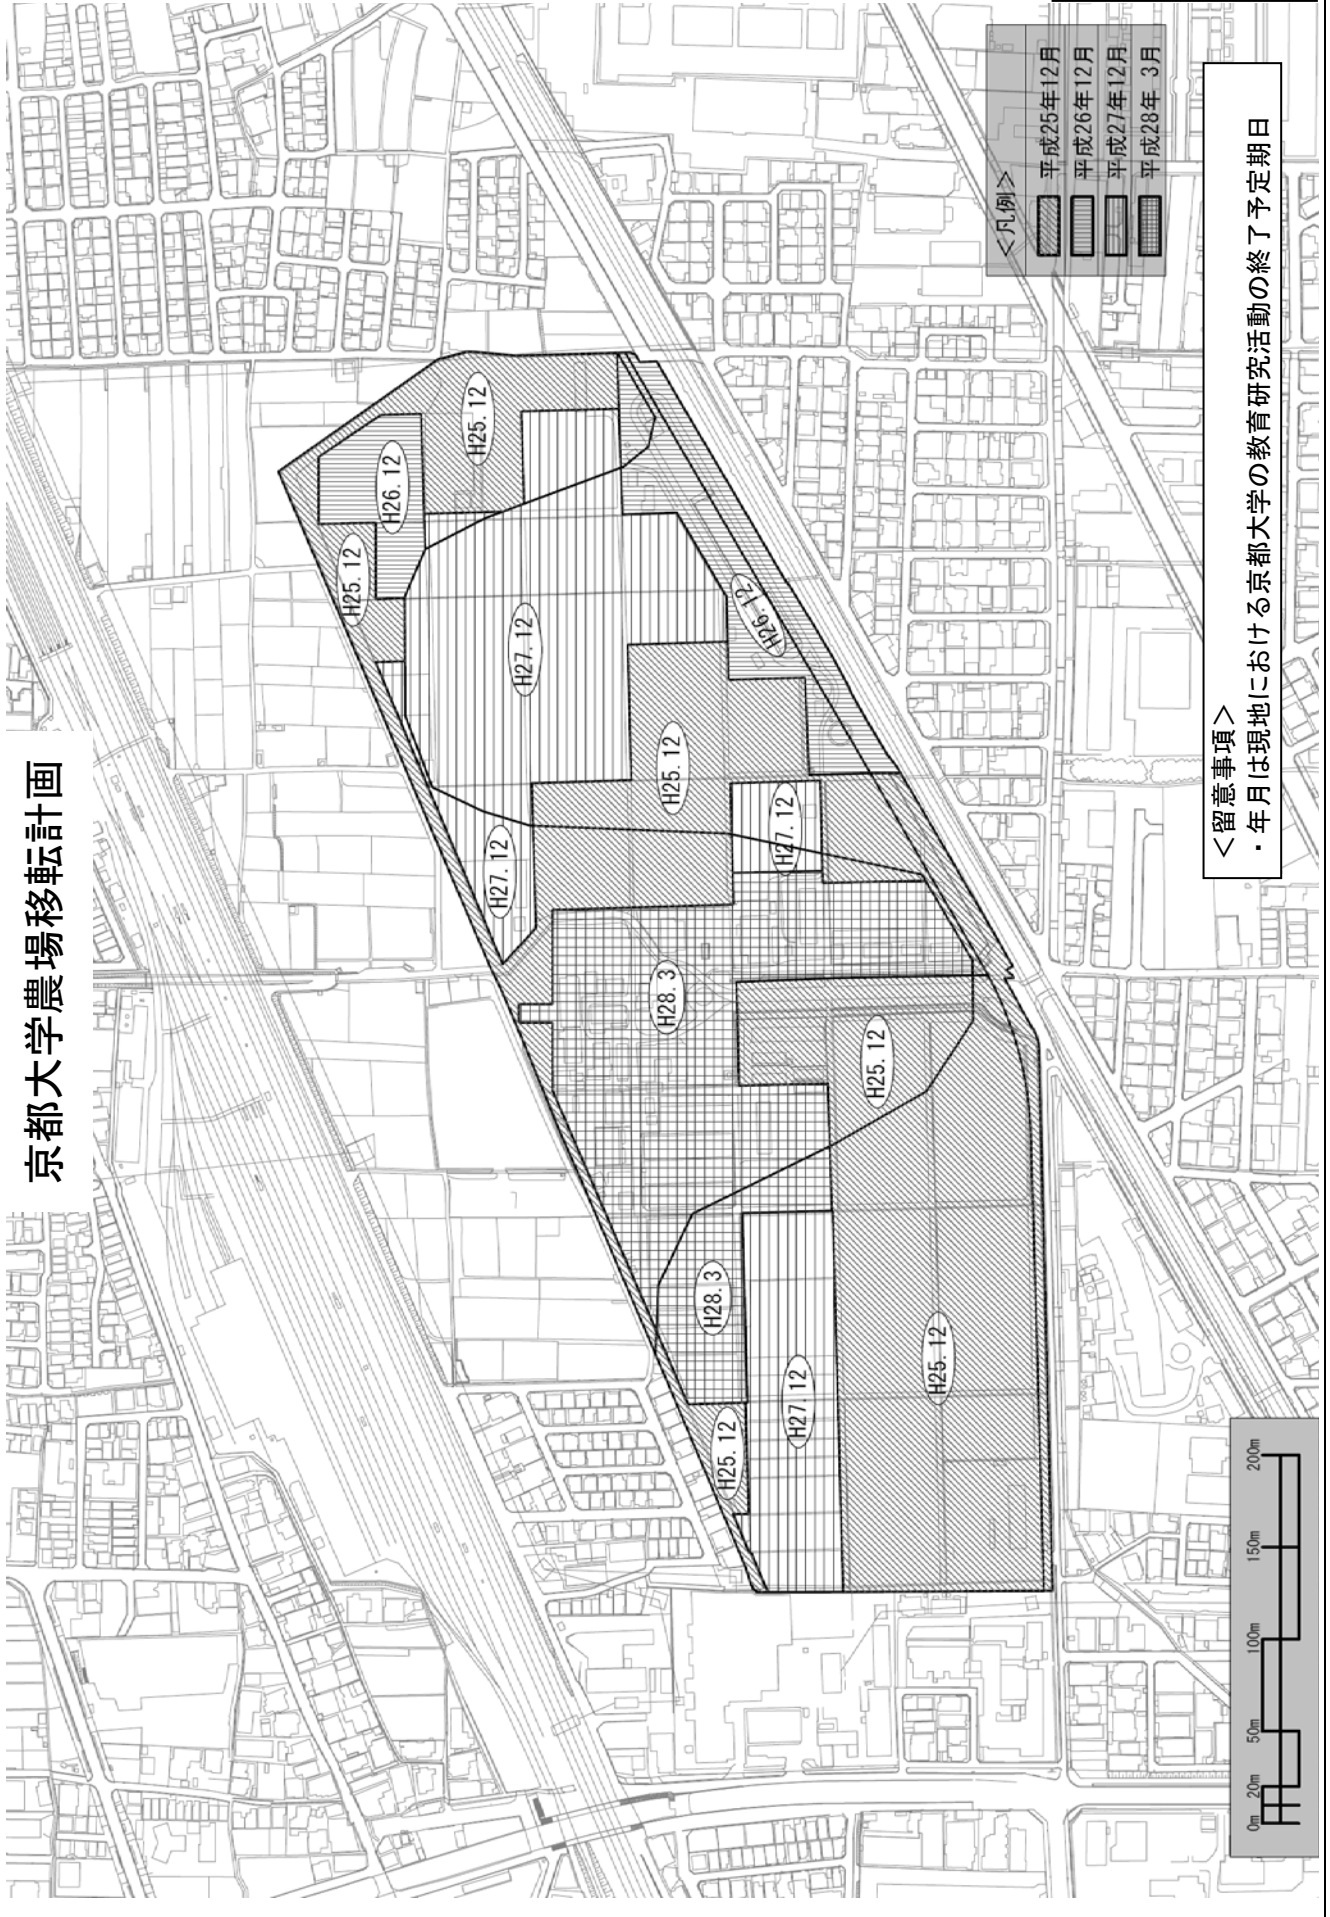 京都大学農場移転計画
H25.12
H26.12
H25.12
H27.12
H26.12
H25.12
H27.12
H27.12
H28.3
H25.12
H28.3
H25.12
H27.12
H25.12
＜凡例＞
平成25年12月
平成26年12月
平成27年12月
平成28年 3月
＜留意事項＞
・年月は現地における京都大学の教育研究活動の終了予定期日
0m 20m 50m 100m 150m 200m